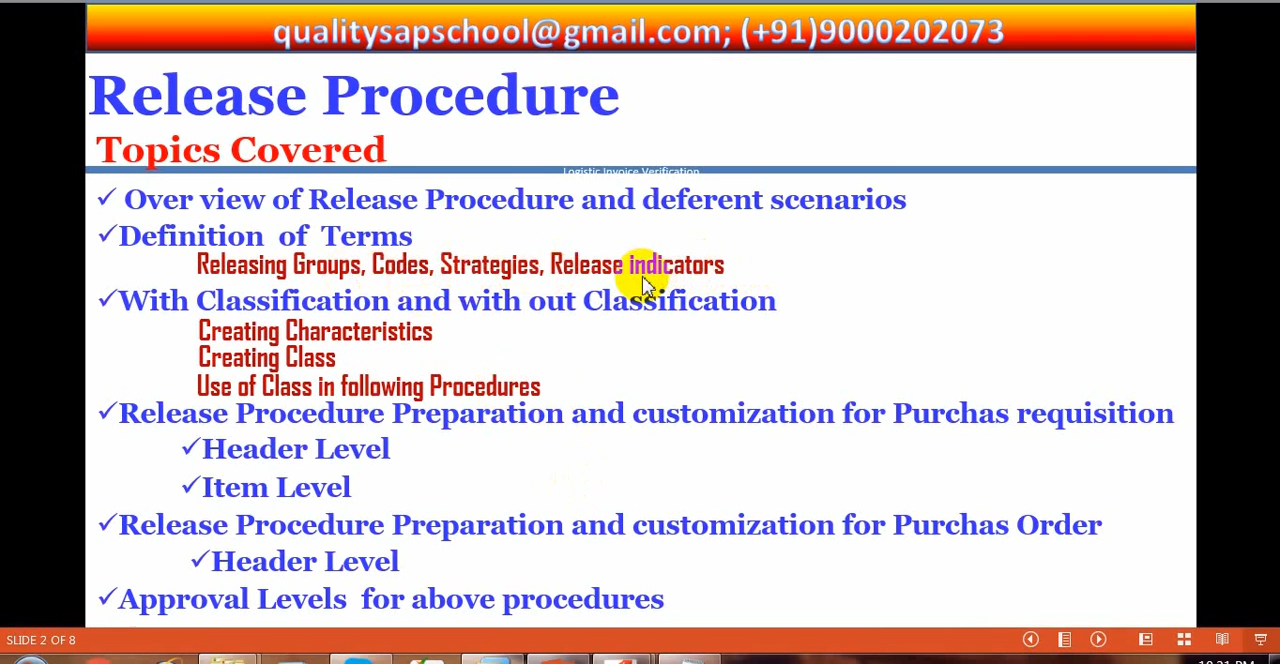 qualitysapschool@gmail.com; (+91)9000202073
Release Procedure
Topics Covered
Logistic Invoice Verification
✓ Over view of Release Procedure and deferent scenarios
✓Definition of Terms
Releasing Groups, Codes, Strategies, Release indicators
✓With Classification and with out Classification
Creating Characteristics
Creating Class
Use of Class in following Procedures
✓Release Procedure Preparation and customization for Purchas requisition
✓Header Level
✓Item Level
✓Release Procedure Preparation and customization for Purchas Order
✓Header Level
✓Approval Levels for above procedures
SLIDE 2 OF 8